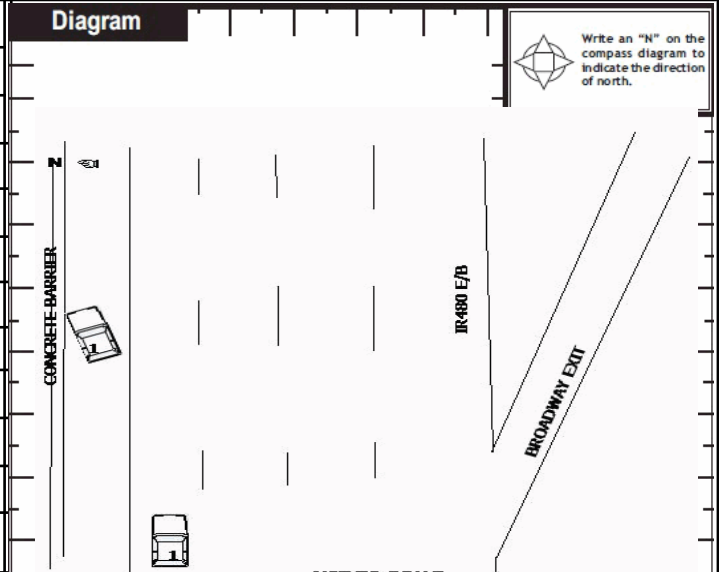 Diagram
Write an “N” on the
compass diagram to
indicate the direction
of north.
N
CONCRETE BARRIER
IR480 E/B
BROADWAY EXIT
1
1